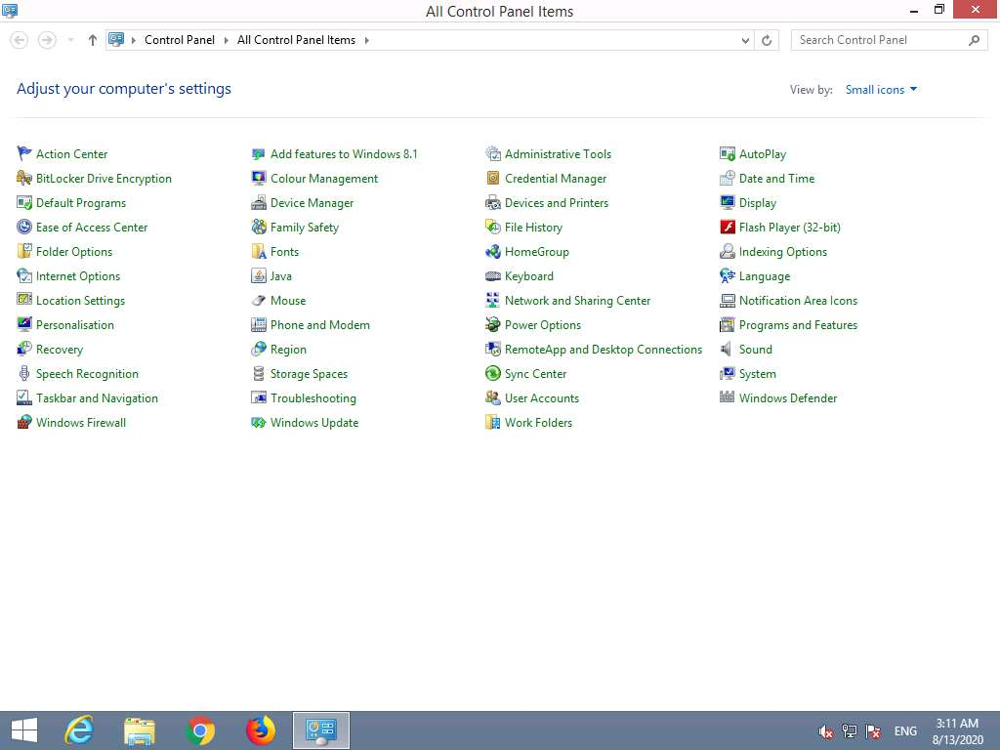 All Control Panel Items
Control Panel All Control Panel Items Search Control Panel
Adjust your computer's settings View by: Small icons
Action Center Add features to Windows 8.1 Administrative Tools AutoPlay
BitLocker Drive Encryption Colour Management Credential Manager Date and Time
Default Programs Device Manager Devices and Printers Display
Ease of Access Center Family Safety File History Flash Player (32-bit)
Folder Options Fonts HomeGroup Indexing Options
Internet Options Java Keyboard Language
Location Settings Mouse Network and Sharing Center Notification Area Icons
Personalisation Phone and Modem Power Options Programs and Features
Recovery Region RemoteApp and Desktop Connections Sound
Speech Recognition Storage Spaces Sync Center System
Taskbar and Navigation Troubleshooting User Accounts Windows Defender
Windows Firewall Windows Update Work Folders
ENG 3:11 AM
8/13/2020